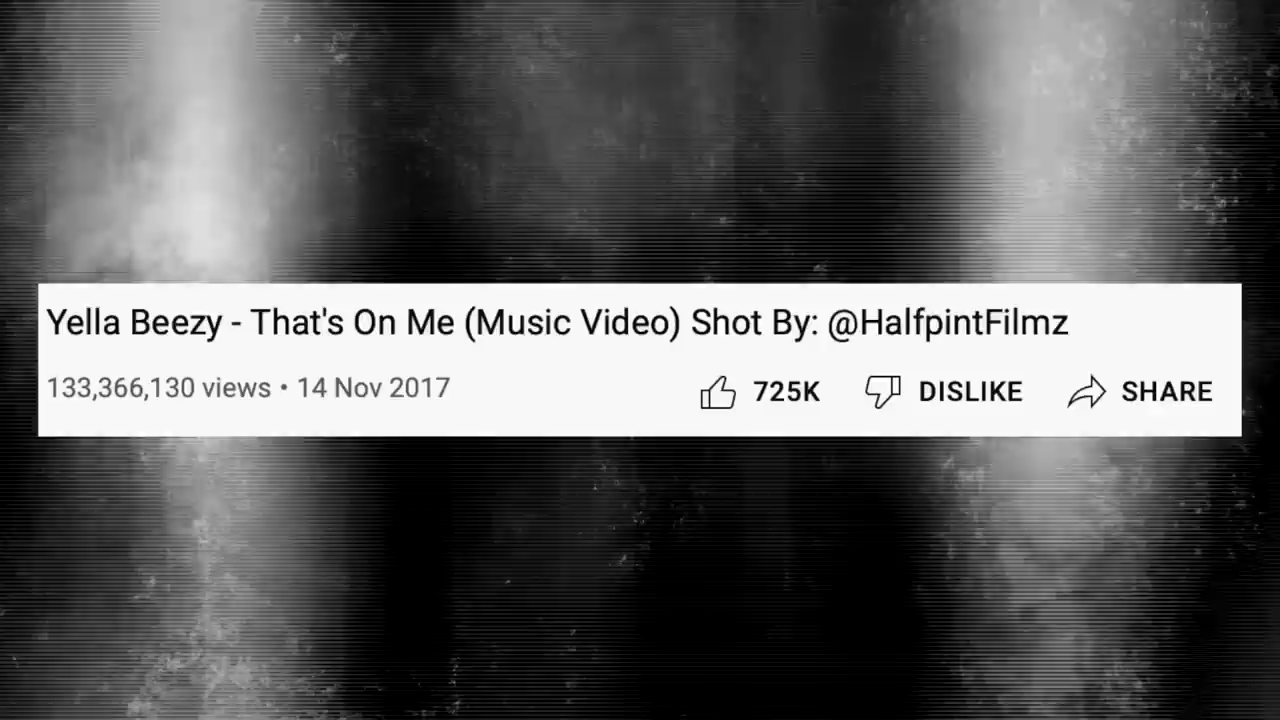 Yella Beezy - That's On Me (Music Video) Shot By: @HalfpintFilmz
133,366,130 views • 14 Nov 2017 725K DISLIKE SHARE